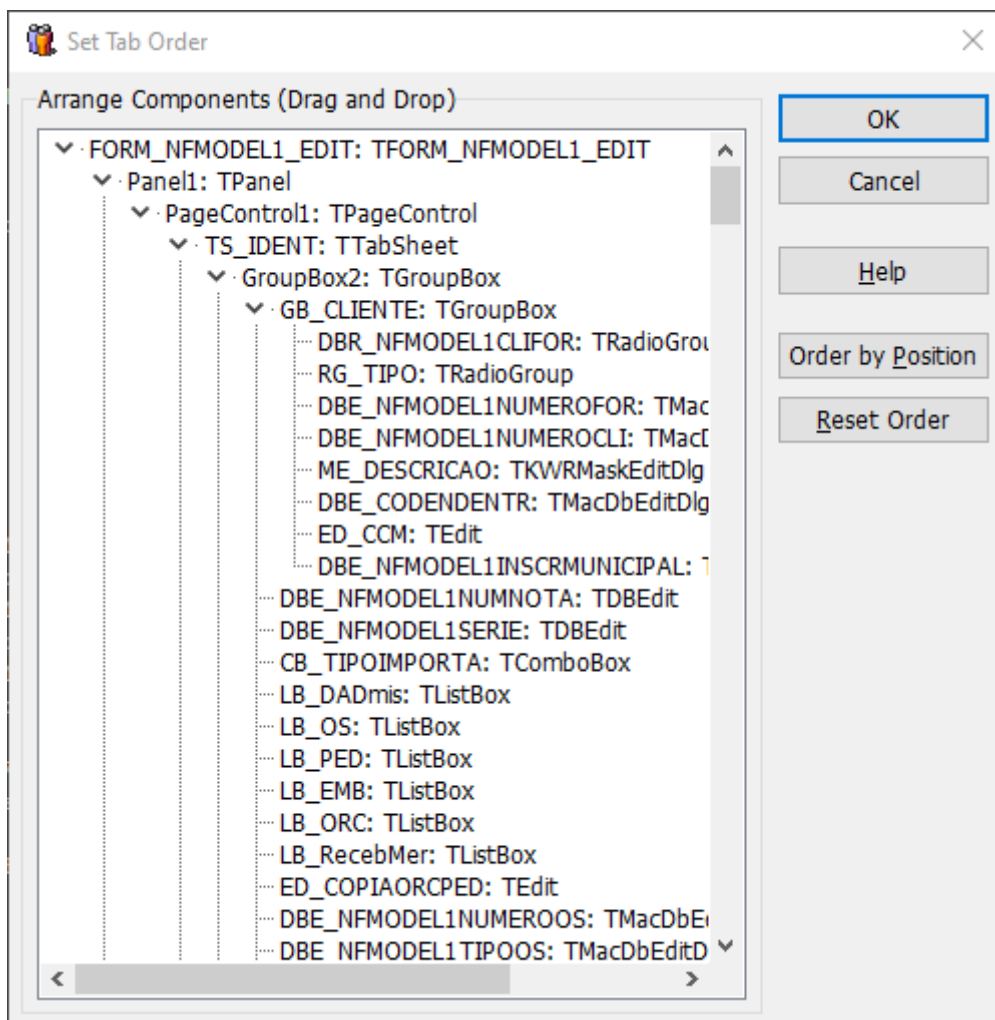 Set Tab Order
Arrange Components (Drag and Drop)
FORM_NFMODEL1_EDIT: TFORM_NFMODEL1_EDIT
Panel1: TPanel
PageControl1: TPageControl
TS_IDENT: TTabSheet
GroupBox2: TGroupBox
GB_CLIENTE: TGroupBox
DBR_NFMODEL1CLIFOR: TRadioGrou
RG_TIPO: TRadioGroup
DBE_NFMODEL1NUMEROFOR: TMac
DBE_NFMODEL1NUMEROCLI: TMacD
ME_DESCRICAO: TKWRMaskEditDlg
DBE_CODENDENTR: TMacDbEditDlg
ED_CCM: TEdit
DBE_NFMODEL1INSCRMUNICIPAL: T
DBE_NFMODEL1NUMNOTA: TDBEdit
DBE_NFMODEL1SERIE: TDBEdit
CB_TIPOIMPORTA: TComboBox
LB_DADmis: TListBox
LB_OS: TListBox
LB_PED: TListBox
LB_EMB: TListBox
LB_ORC: TListBox
LB_RecebMer: TListBox
ED_COPIAORCPED: TEdit
DBE_NFMODEL1NUMEROOS: TMacDbEd
DBE_NFMODEL1TIPOOS: TMacDbEditD
OK
Cancel
Help
Order by Position
Reset Order